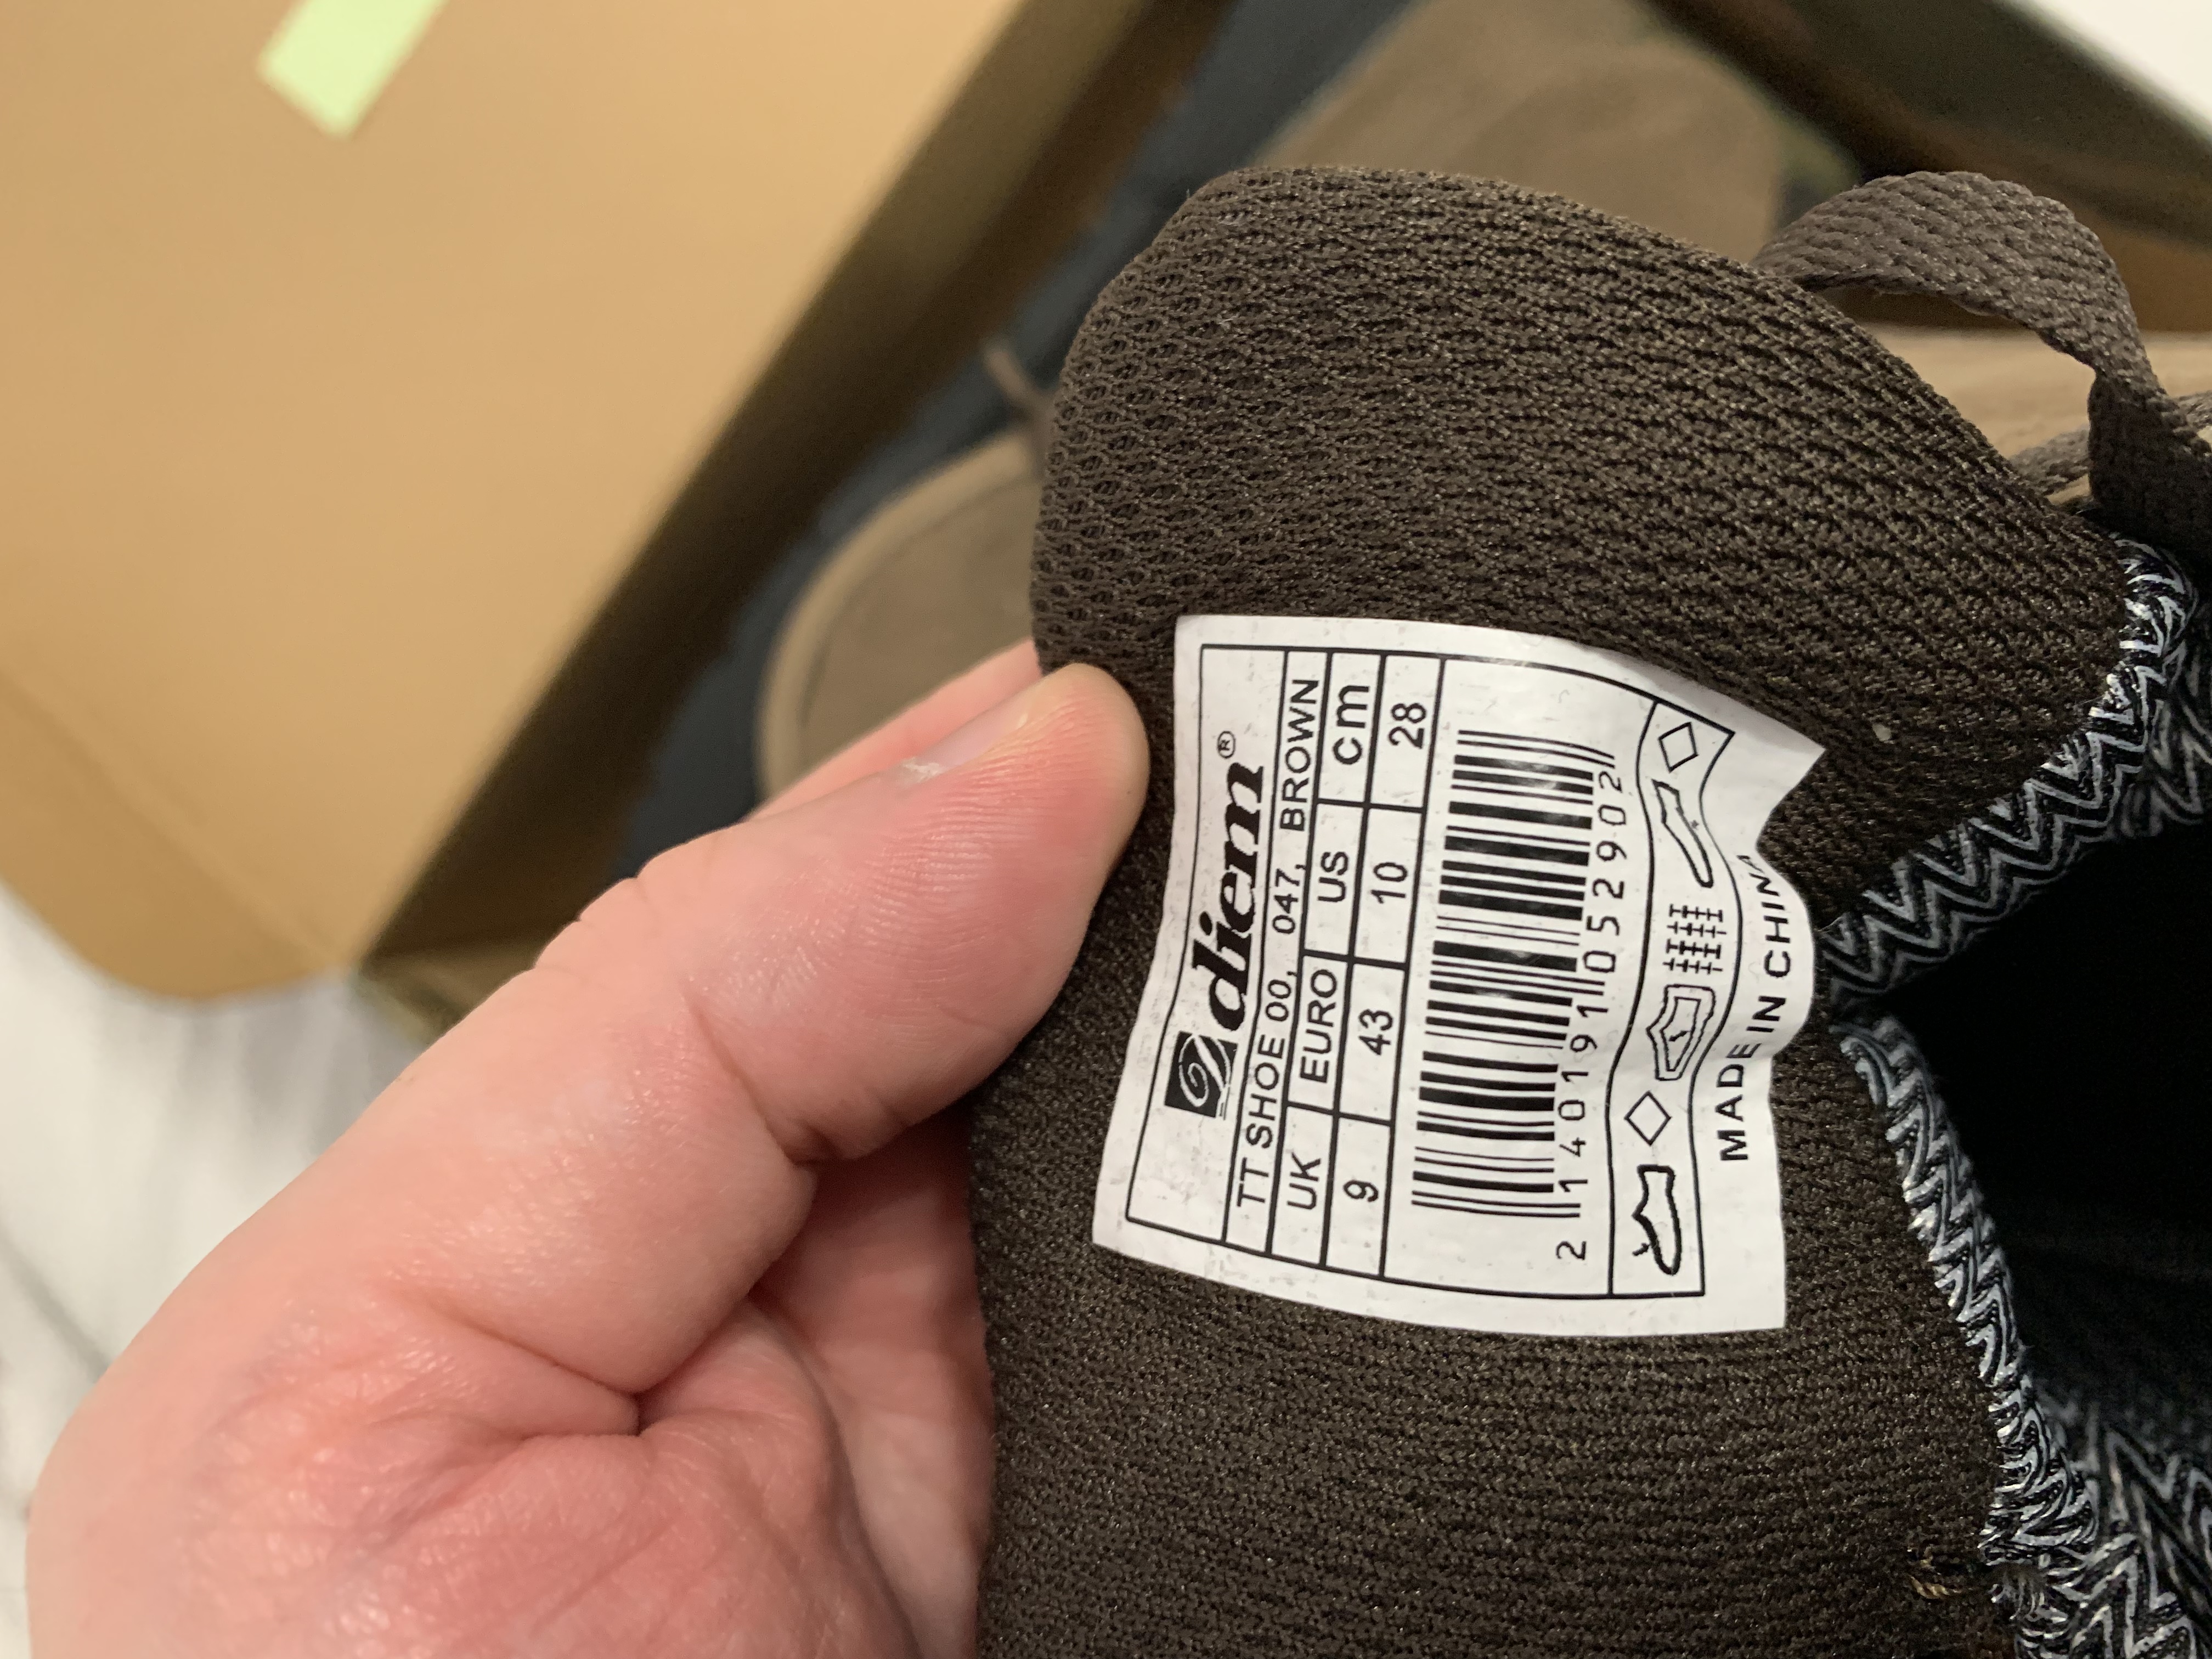 diem®
TT SHOE 00, 047, BROWN
UK EURO US cm
9 43 10 28
2 140191 052902
MADE IN CHINA